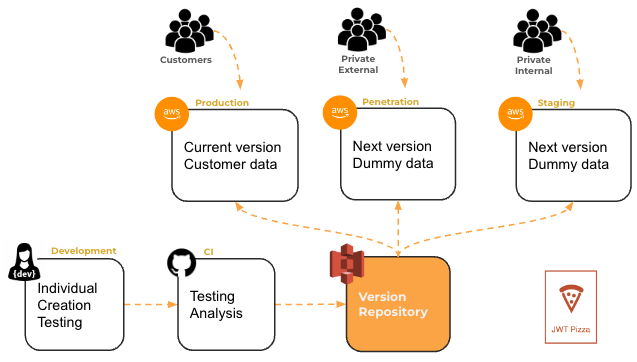 Customers
Private
External
Private
Internal
Production
Penetration
Staging
aws
Current version
Customer data
aws
Next version
Dummy data
aws
Next version
Dummy data
Development
CI
{dev}
Individual
Creation
Testing
Testing
Analysis
Version
Repository
JWT Pizza